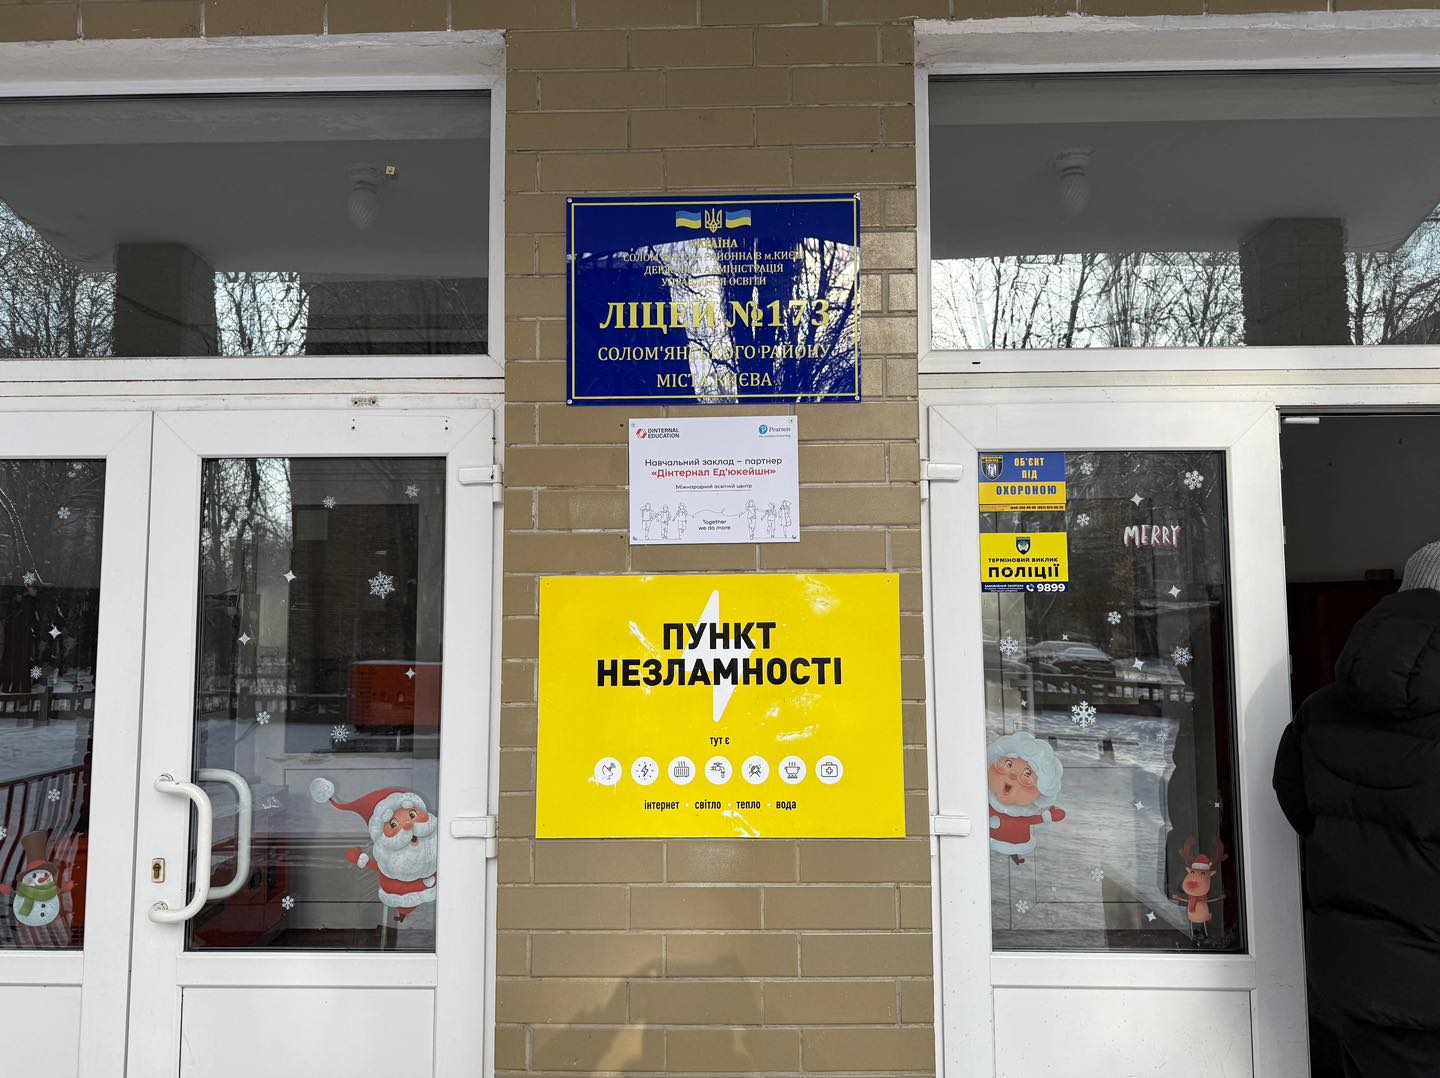 УКРАЇНА
СОЛОМ'ЯНСЬКА РАЙОННА В м.КИЄВІ
ДЕРЖАВНА АДМІНІСТРАЦІЯ
УПРАВЛІННЯ ОСВІТИ
ЛІЦЕЙ №173
СОЛОМ'ЯНСЬКОГО РАЙОНУ
МІСТА КИЄВА
DINTERNAL
EDUCATION
Pearson
Навчальний заклад – партнер
«Дінтернал Ед'юкейшн»
Міжнародний освітній центр
Together
we do more
ПУНКТ
НЕЗЛАМНОСТІ
тут є
інтернет • світло • тепло • вода
ОБ'ЄКТ
ПІД
ОХОРОНОЮ
ТЕРМІНОВИЙ ВИКЛИК
ПОЛІЦІЇ
9899
MERRY